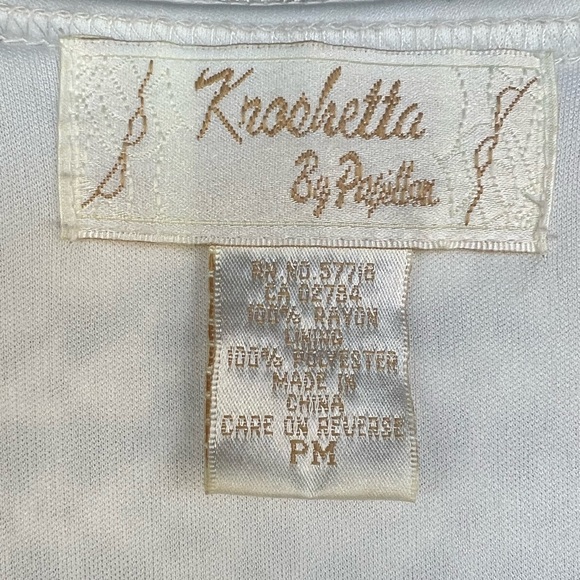 Krochetta
By Papillon
RN.NO.57718
CA 02784
100% RAYON
LINING
100% POLYESTER
MADE IN
CHINA
CARE ON REVERSE
PM